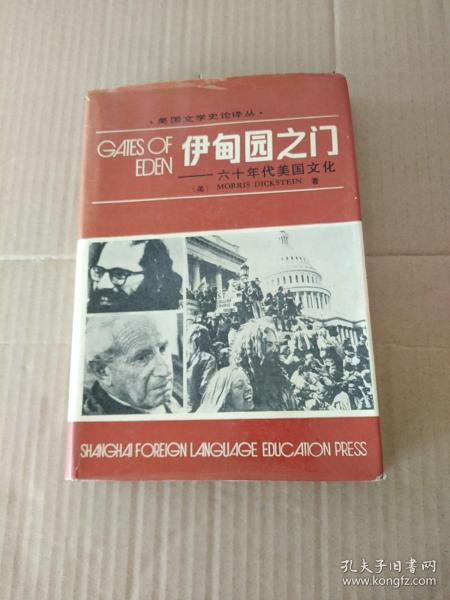 ·美国文学史论译丛·
GATES OF
EDEN
伊甸园之门
——六十年代美国文化
〔美〕 MORRIS DICKSTEIN 著
SHANGHAI FOREIGN LANGUAGE EDUCATION PRESS
孔夫子旧书网
www.kongfz.com